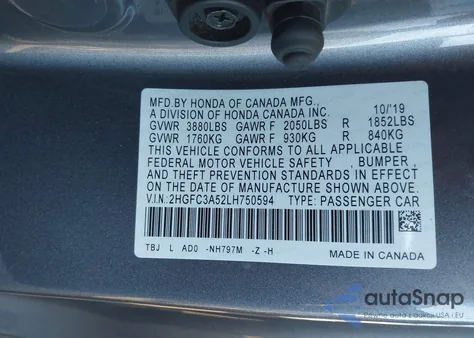 MFD.BY HONDA OF CANADA MFG.,
A DIVISION OF HONDA CANADA INC. 10/'19
GVWR 3880LBS GAWR F 2050LBS R 1852LBS
GVWR 1760KG GAWR F 930KG R 840KG
THIS VEHICLE CONFORMS TO ALL APPLICABLE
FEDERAL MOTOR VEHICLE SAFETY , BUMPER ,
AND THEFT PREVENTION STANDARDS IN EFFECT
ON THE DATE OF MANUFACTURE SHOWN ABOVE.
V.I.N.:2HGFC3A52LH750594 TYPE: PASSENGER CAR
TBJ L AD0 -NH797M -Z -H
MADE IN CANADA
autoSnap